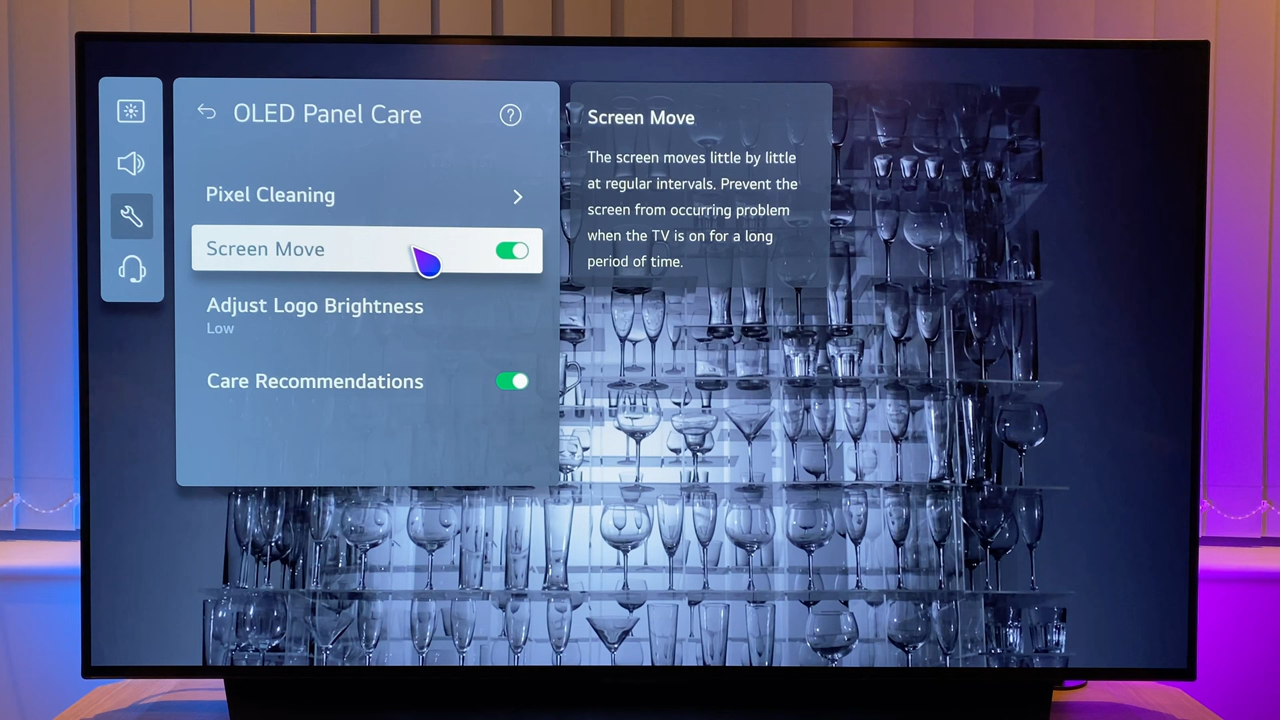 OLED Panel Care
?
Pixel Cleaning
Screen Move
Adjust Logo Brightness
Low
Care Recommendations
Screen Move
The screen moves little by little
at regular intervals. Prevent the
screen from occurring problem
when the TV is on for a long
period of time.